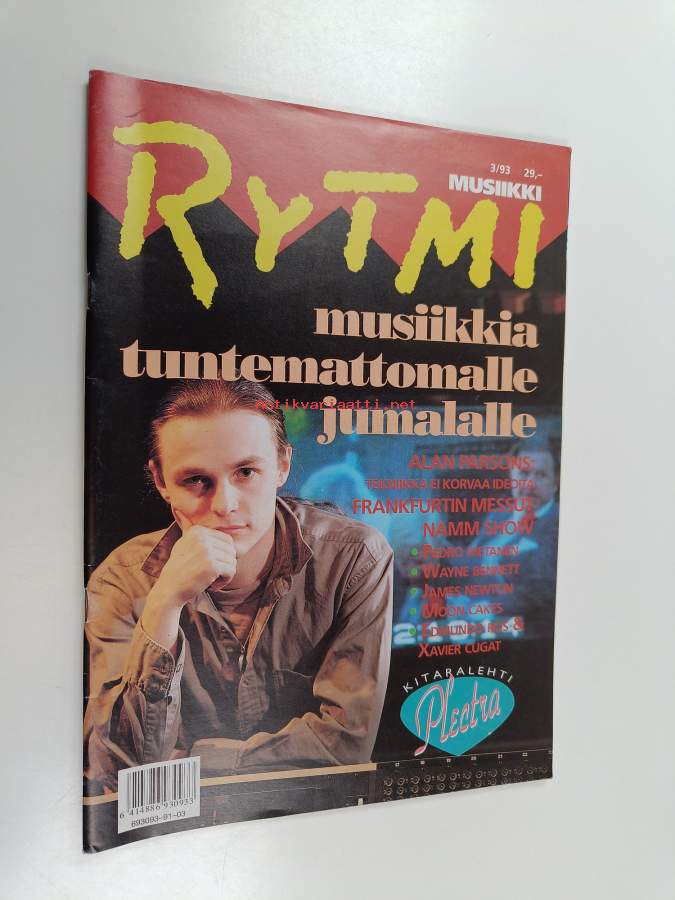 3/93 29,–
MUSIIKKI
RYTMI
musiikkia
tuntemattomalle
jumalalle
antikvariaatti.net
ALAN PARSONS:
TEKNIIKKA EI KORVAA IDEOITA
FRANKFURTIN MESSUT
NAMM SHOW
• PEDRO HIETANEN
• WAYNE BENNETT
• JAMES NEWTON
• MOON CAKES
• EDMUNDO ROS &
XAVIER CUGAT
KITARALEHTI
Plectra
6 414886 930933
693093-91-03